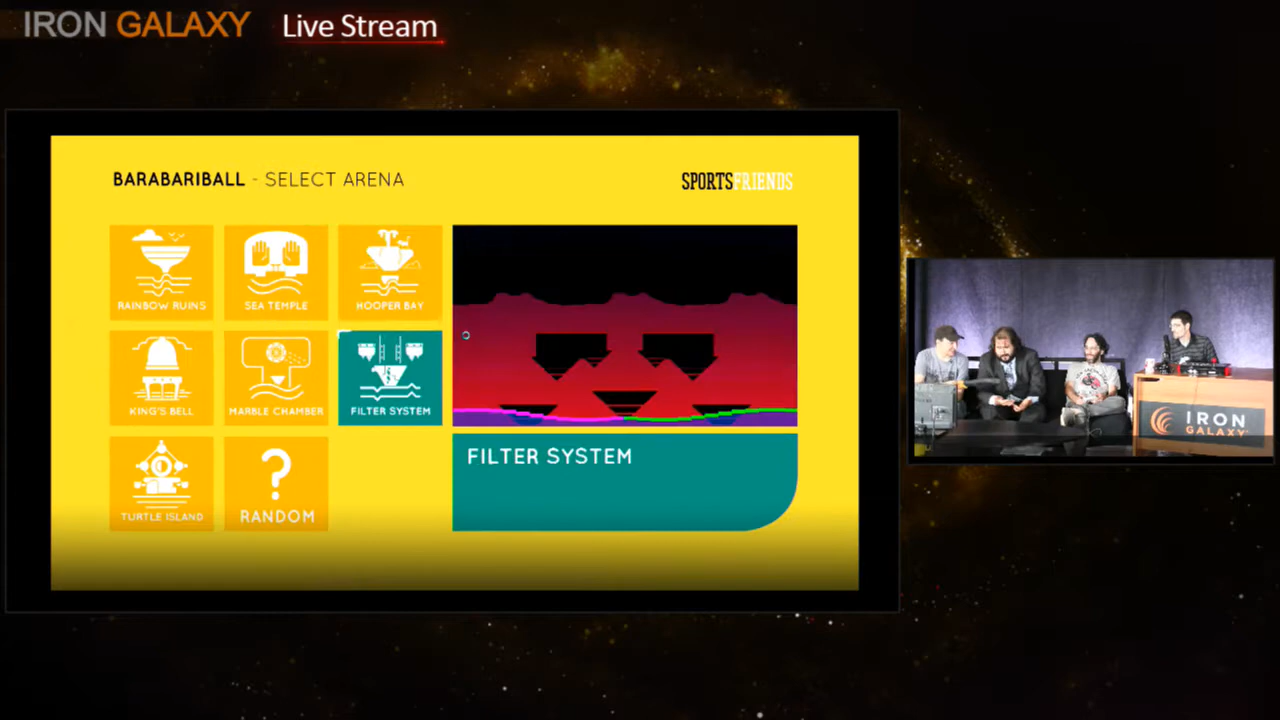 IRON GALAXY Live Stream
BARABARIBALL - SELECT ARENA
SPORTSFRIENDS
RAINBOW RUINS
SEA TEMPLE
HOOPER BAY
KING'S BELL
MARBLE CHAMBER
FILTER SYSTEM
TURTLE ISLAND
RANDOM
FILTER SYSTEM
IRON
GALAXY